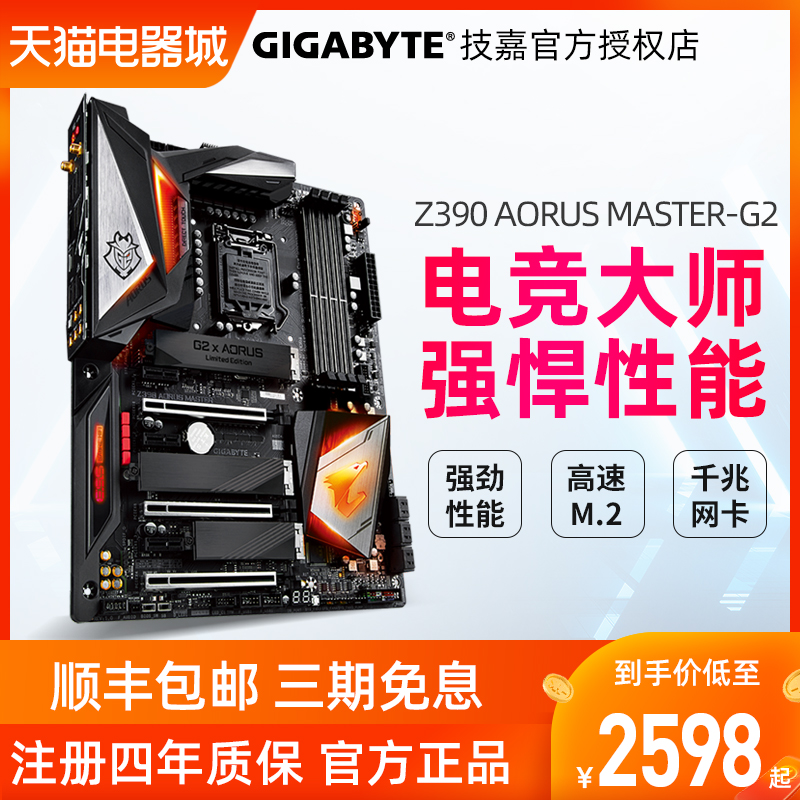 天猫电器城
GIGABYTE® 技嘉官方授权店
Z390 AORUS MASTER-G2
电竞大师
强悍性能
强劲
性能
高速
M.2
千兆
网卡
G2 x AORUS
Limited Edition
Z390 AORUS MASTER
GIGABYTE
顺丰包邮 三期免息
注册四年质保 官方正品
到手价低至
¥2598起